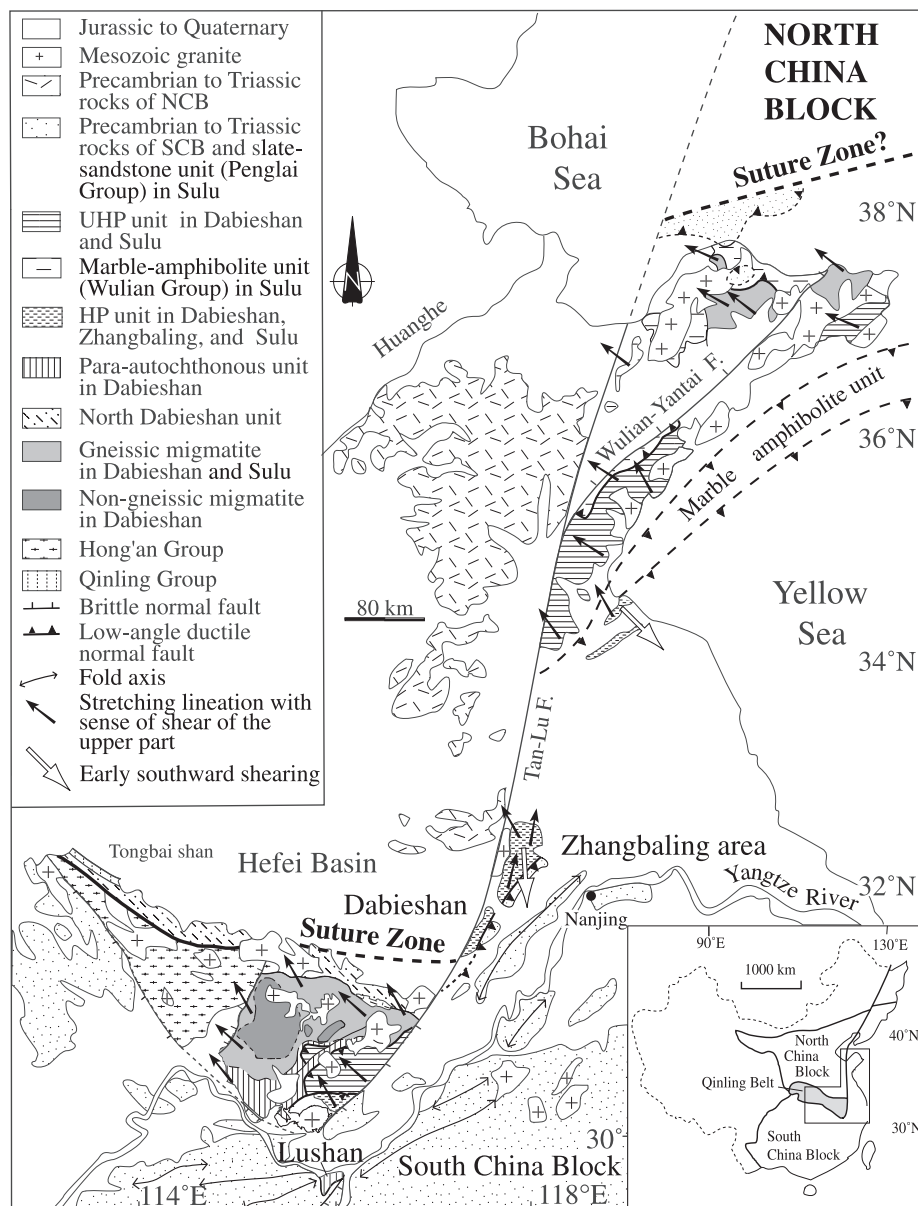 Jurassic to Quaternary
Mesozoic granite
Precambrian to Triassic
rocks of NCB
Precambrian to Triassic
rocks of SCB and slate-
sandstone unit (Penglai
Group) in Sulu
UHP unit in Dabieshan
and Sulu
Marble-amphibolite unit
(Wulian Group) in Sulu
HP unit in Dabieshan,
Zhangbaling, and Sulu
Para-autochthonous unit
in Dabieshan
North Dabieshan unit
Gneissic migmatite
in Dabieshan and Sulu
Non-gneissic migmatite
in Dabieshan
Hong'an Group
Qinling Group
Brittle normal fault
Low-angle ductile
normal fault
Fold axis
Stretching lineation with
sense of shear of the
upper part
Early southward shearing
NORTH
CHINA
BLOCK
Bohai
Sea
Suture Zone?
38°N
N
Huanghe
Wulian-Yantai F.
36°N
Marble amphibolite unit
80 km
Yellow
Sea
34°N
Tan-Lu F.
Zhangbaling area
Tongbai shan
Hefei Basin
32°N
Yangtze River
Nanjing
Dabieshan
Suture Zone
90°E
130°E
1000 km
40°N
North
China
Block
Qinling Belt
30°N
South
China Block
30°
Lushan
South China Block
114°E
118°E